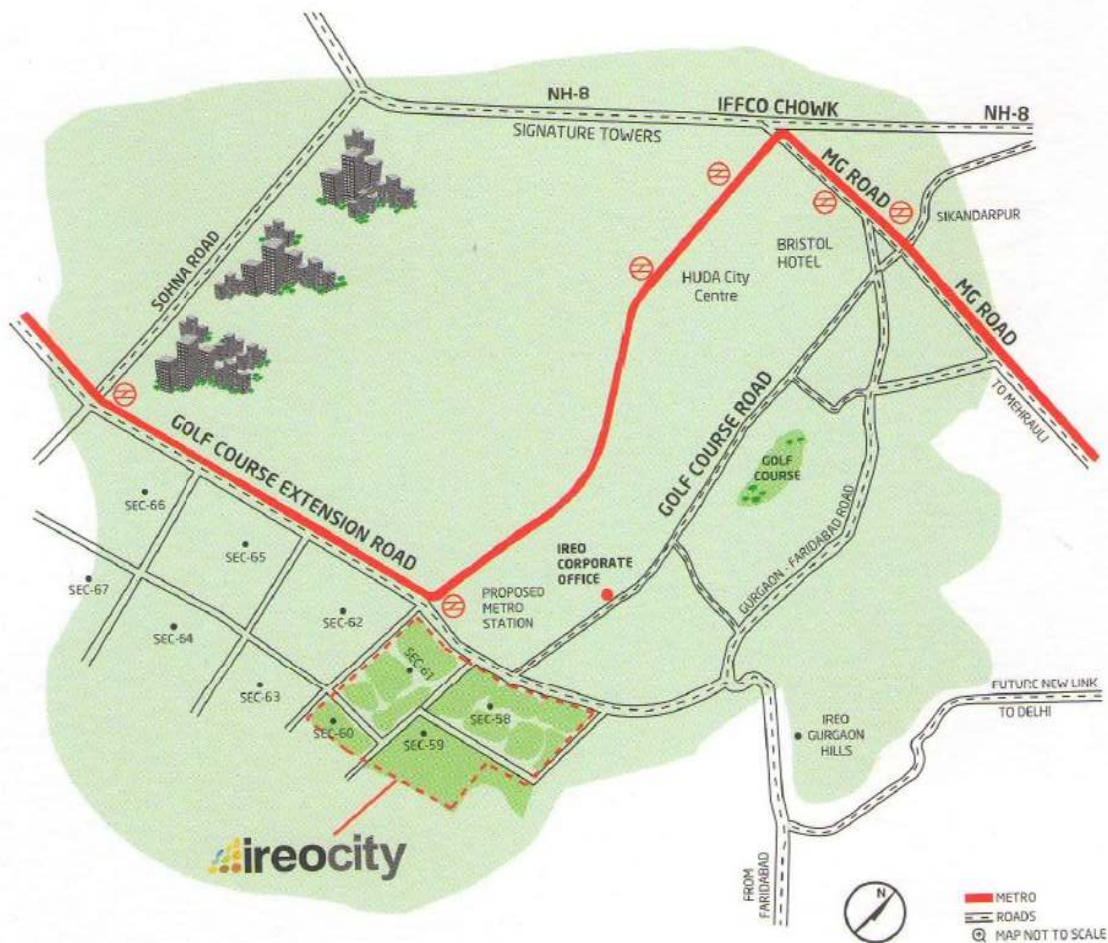 NH-8
IFFCO CHOWK
NH-8
SIGNATURE TOWERS
MG ROAD
SIKANDARPUR
SOHNA ROAD
BRISTOL
HOTEL
HUDA City
Centre
MG ROAD
TO MEHRAULI
GOLF COURSE ROAD
GOLF COURSE EXTENSION ROAD
GOLF
COURSE
SEC-66
SEC-65
IREO
CORPORATE
OFFICE
GURGAON - FARIDABAD ROAD
SEC-67
PROPOSED
METRO
STATION
SEC-62
SEC-64
SEC-61
SEC-63
SEC-58
FUTURE NEW LINK
TO DELHI
SEC-60
SEC-59
IREO
GURGAON
HILLS
ireocity
FROM
FARIDABAD
N
METRO
ROADS
MAP NOT TO SCALE